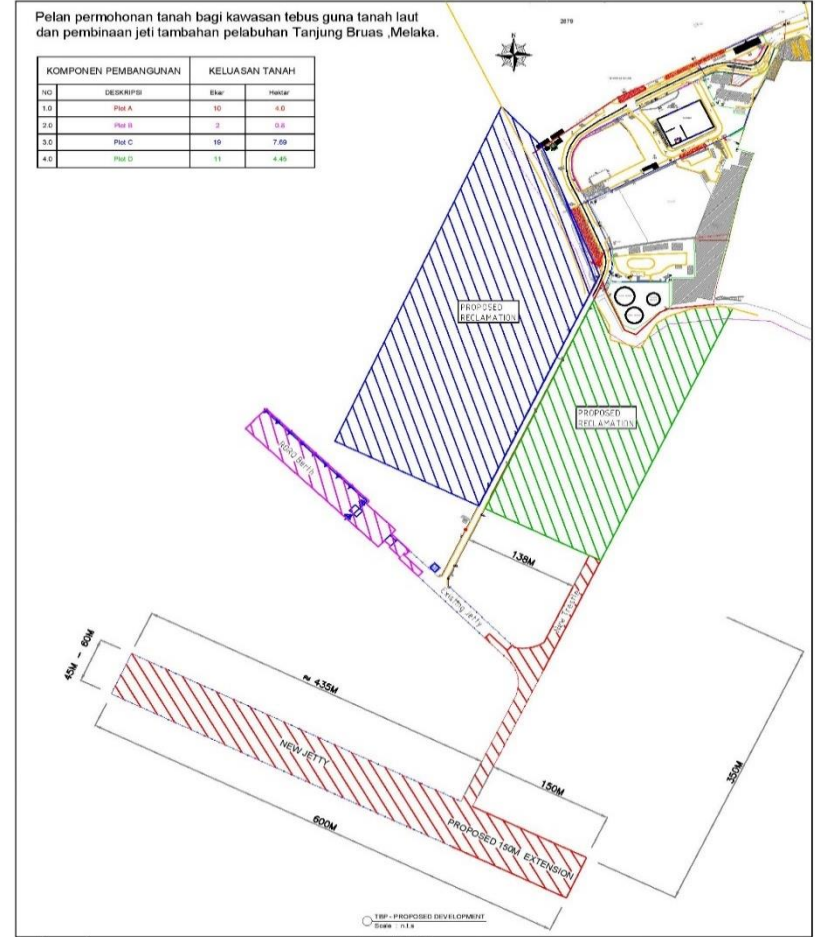 Pelan permohonan tanah bagi kawasan tebus guna tanah laut
dan pembinaan jeti tambahan pelabuhan Tanjung Bruas ,Melaka.
KOMPONEN PEMBANGUNAN KELUASAN TANAH
NO DESKRIPSI Ekar Hektar
1.0 Plot A 10 4.0
2.0 Plot B 2 0.8
3.0 Plot C 19 7.69
4.0 Plot D 11 4.45
N
2879
PROPOSED
RECLAMATION
PROPOSED
RECLAMATION
RORO Berth
138M
Existing Jetty
New Trestle
45M - 60M
≈ 435M
NEW JETTY
150M
350M
600M
PROPOSED 150M EXTENSION
TBP - PROPOSED DEVELOPMENT
Scale : n.t.s